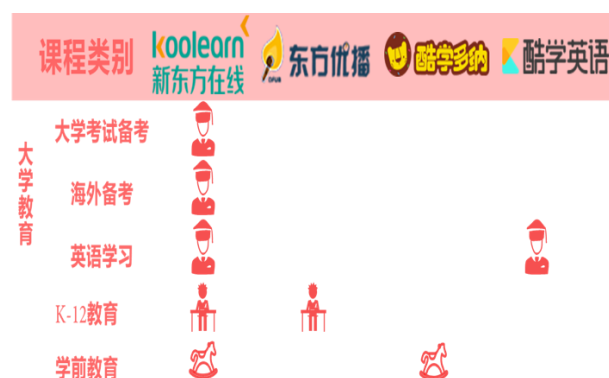 课程类别 koolearn 新东方在线 东方优播 酷学多纳 酷学英语
大学教育
大学考试备考
海外备考
英语学习
K-12教育
学前教育